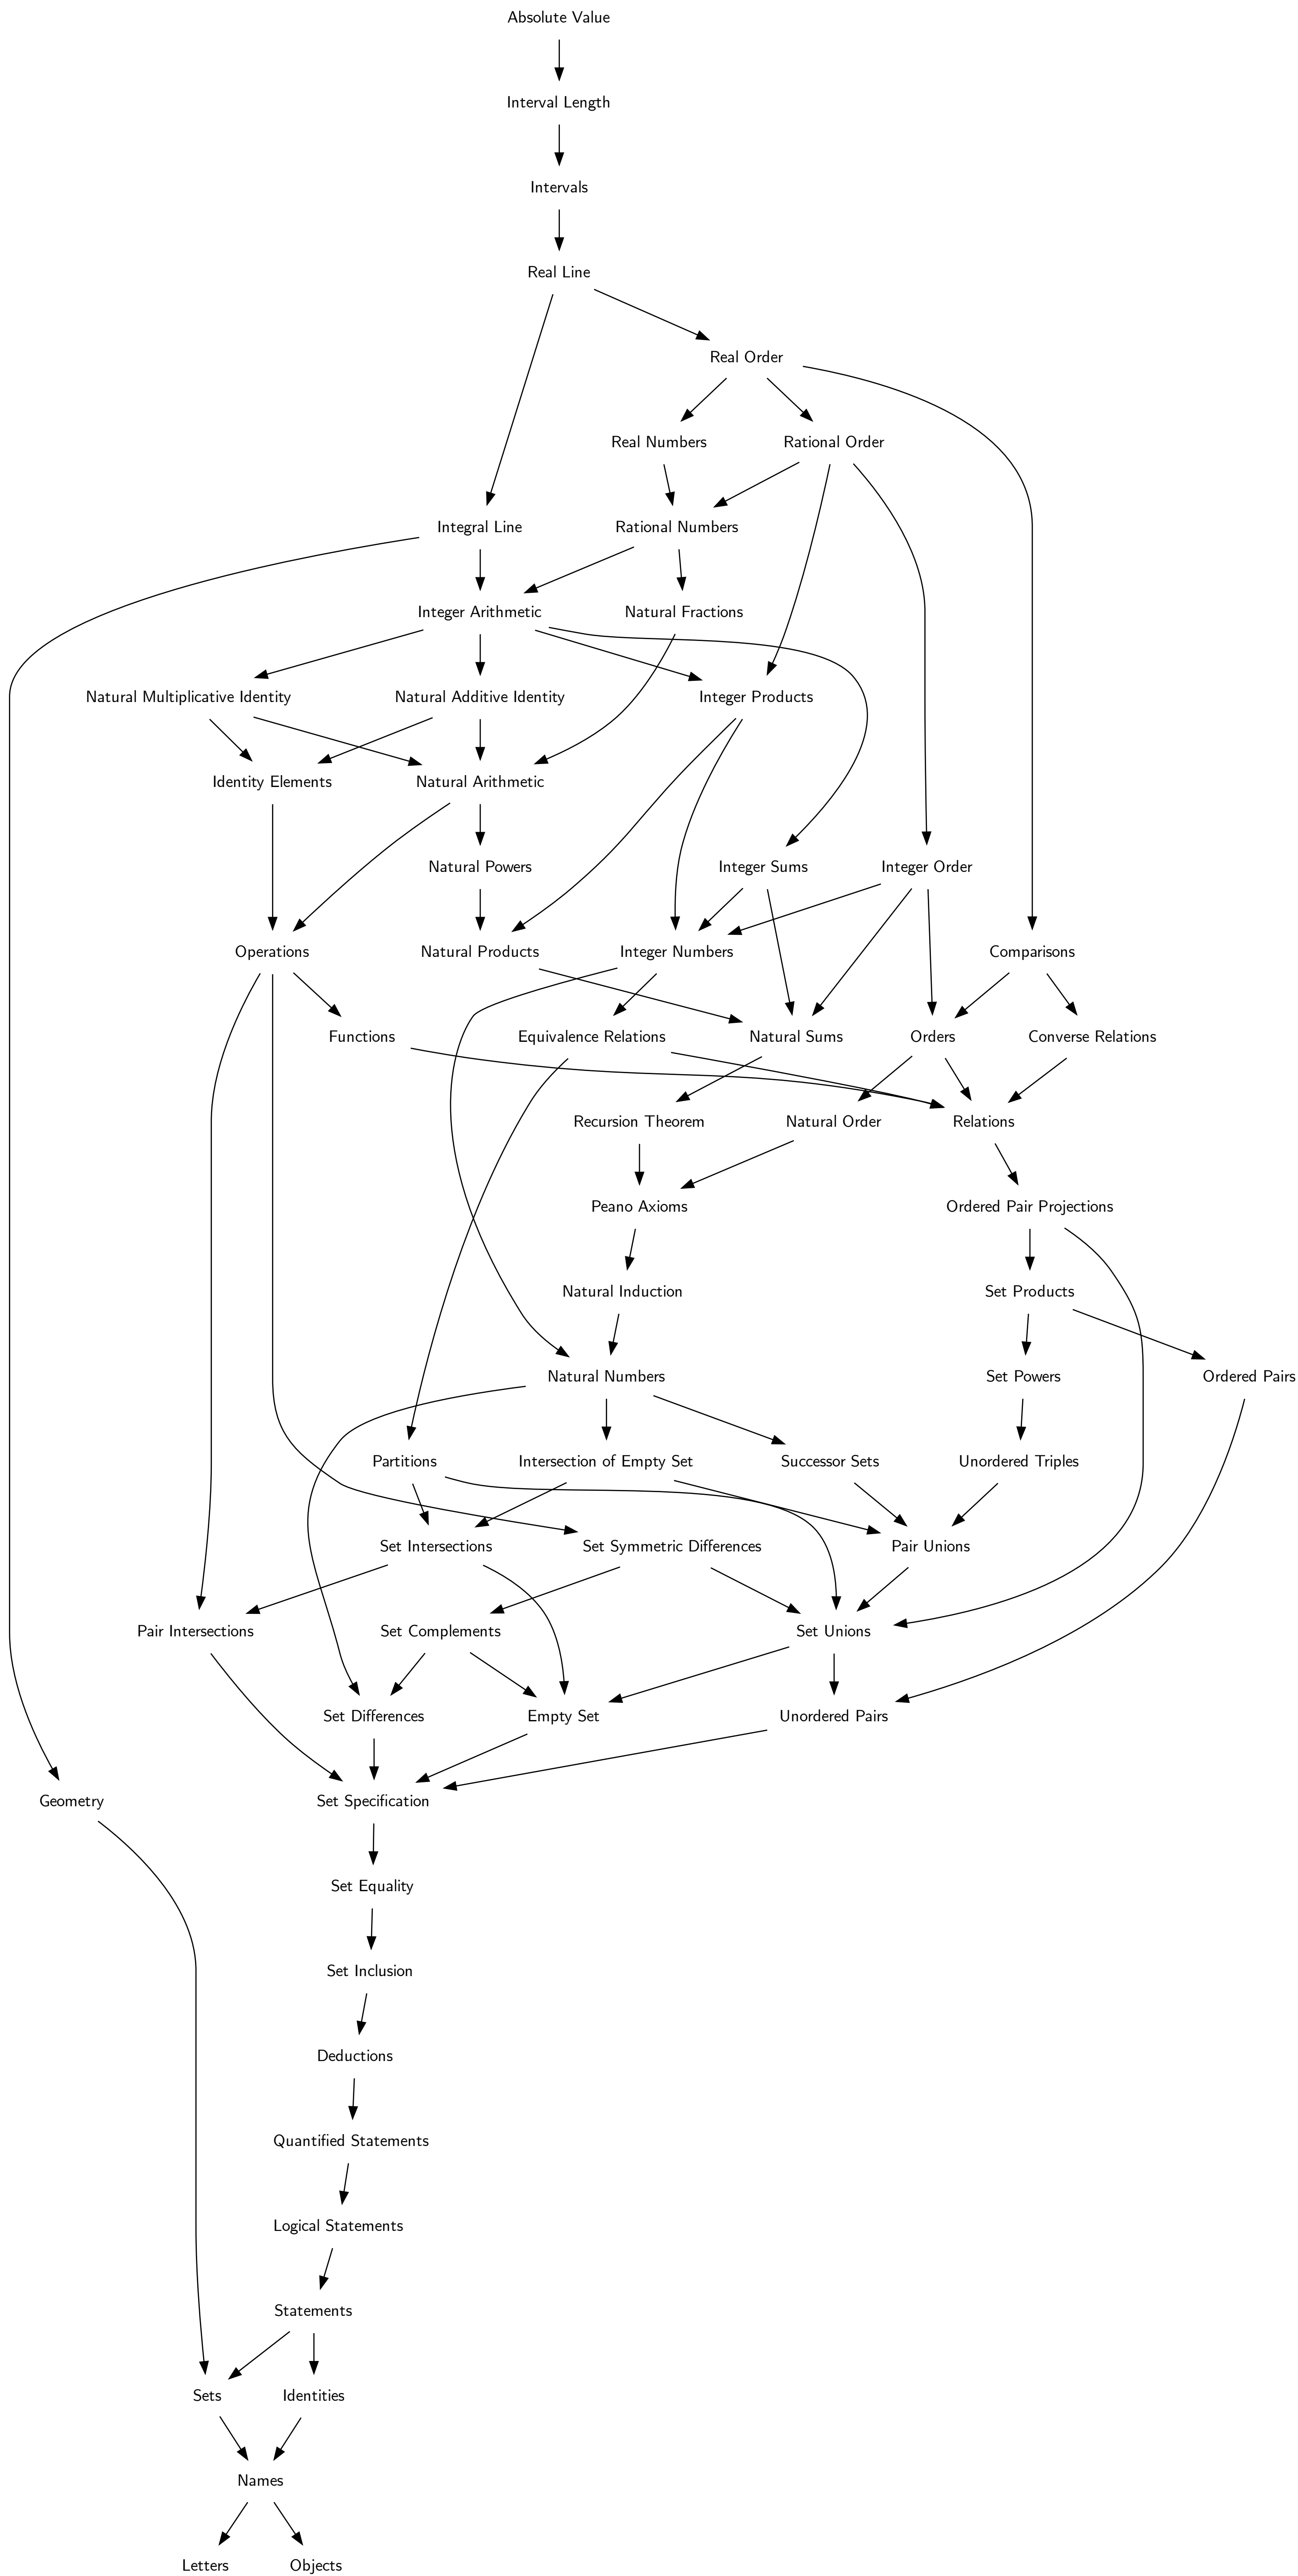 Absolute Value
Interval Length
Intervals
Real Line
Real Order
Real Numbers
Rational Order
Integral Line
Rational Numbers
Integer Arithmetic
Natural Fractions
Natural Multiplicative Identity
Natural Additive Identity
Integer Products
Identity Elements
Natural Arithmetic
Natural Powers
Integer Sums
Integer Order
Operations
Natural Products
Integer Numbers
Comparisons
Functions
Equivalence Relations
Natural Sums
Orders
Converse Relations
Recursion Theorem
Natural Order
Relations
Peano Axioms
Ordered Pair Projections
Natural Induction
Set Products
Natural Numbers
Set Powers
Ordered Pairs
Partitions
Intersection of Empty Set
Successor Sets
Unordered Triples
Set Intersections
Set Symmetric Differences
Pair Unions
Pair Intersections
Set Complements
Set Unions
Set Differences
Empty Set
Unordered Pairs
Geometry
Set Specification
Set Equality
Set Inclusion
Deductions
Quantified Statements
Logical Statements
Statements
Sets
Identities
Names
Letters
Objects